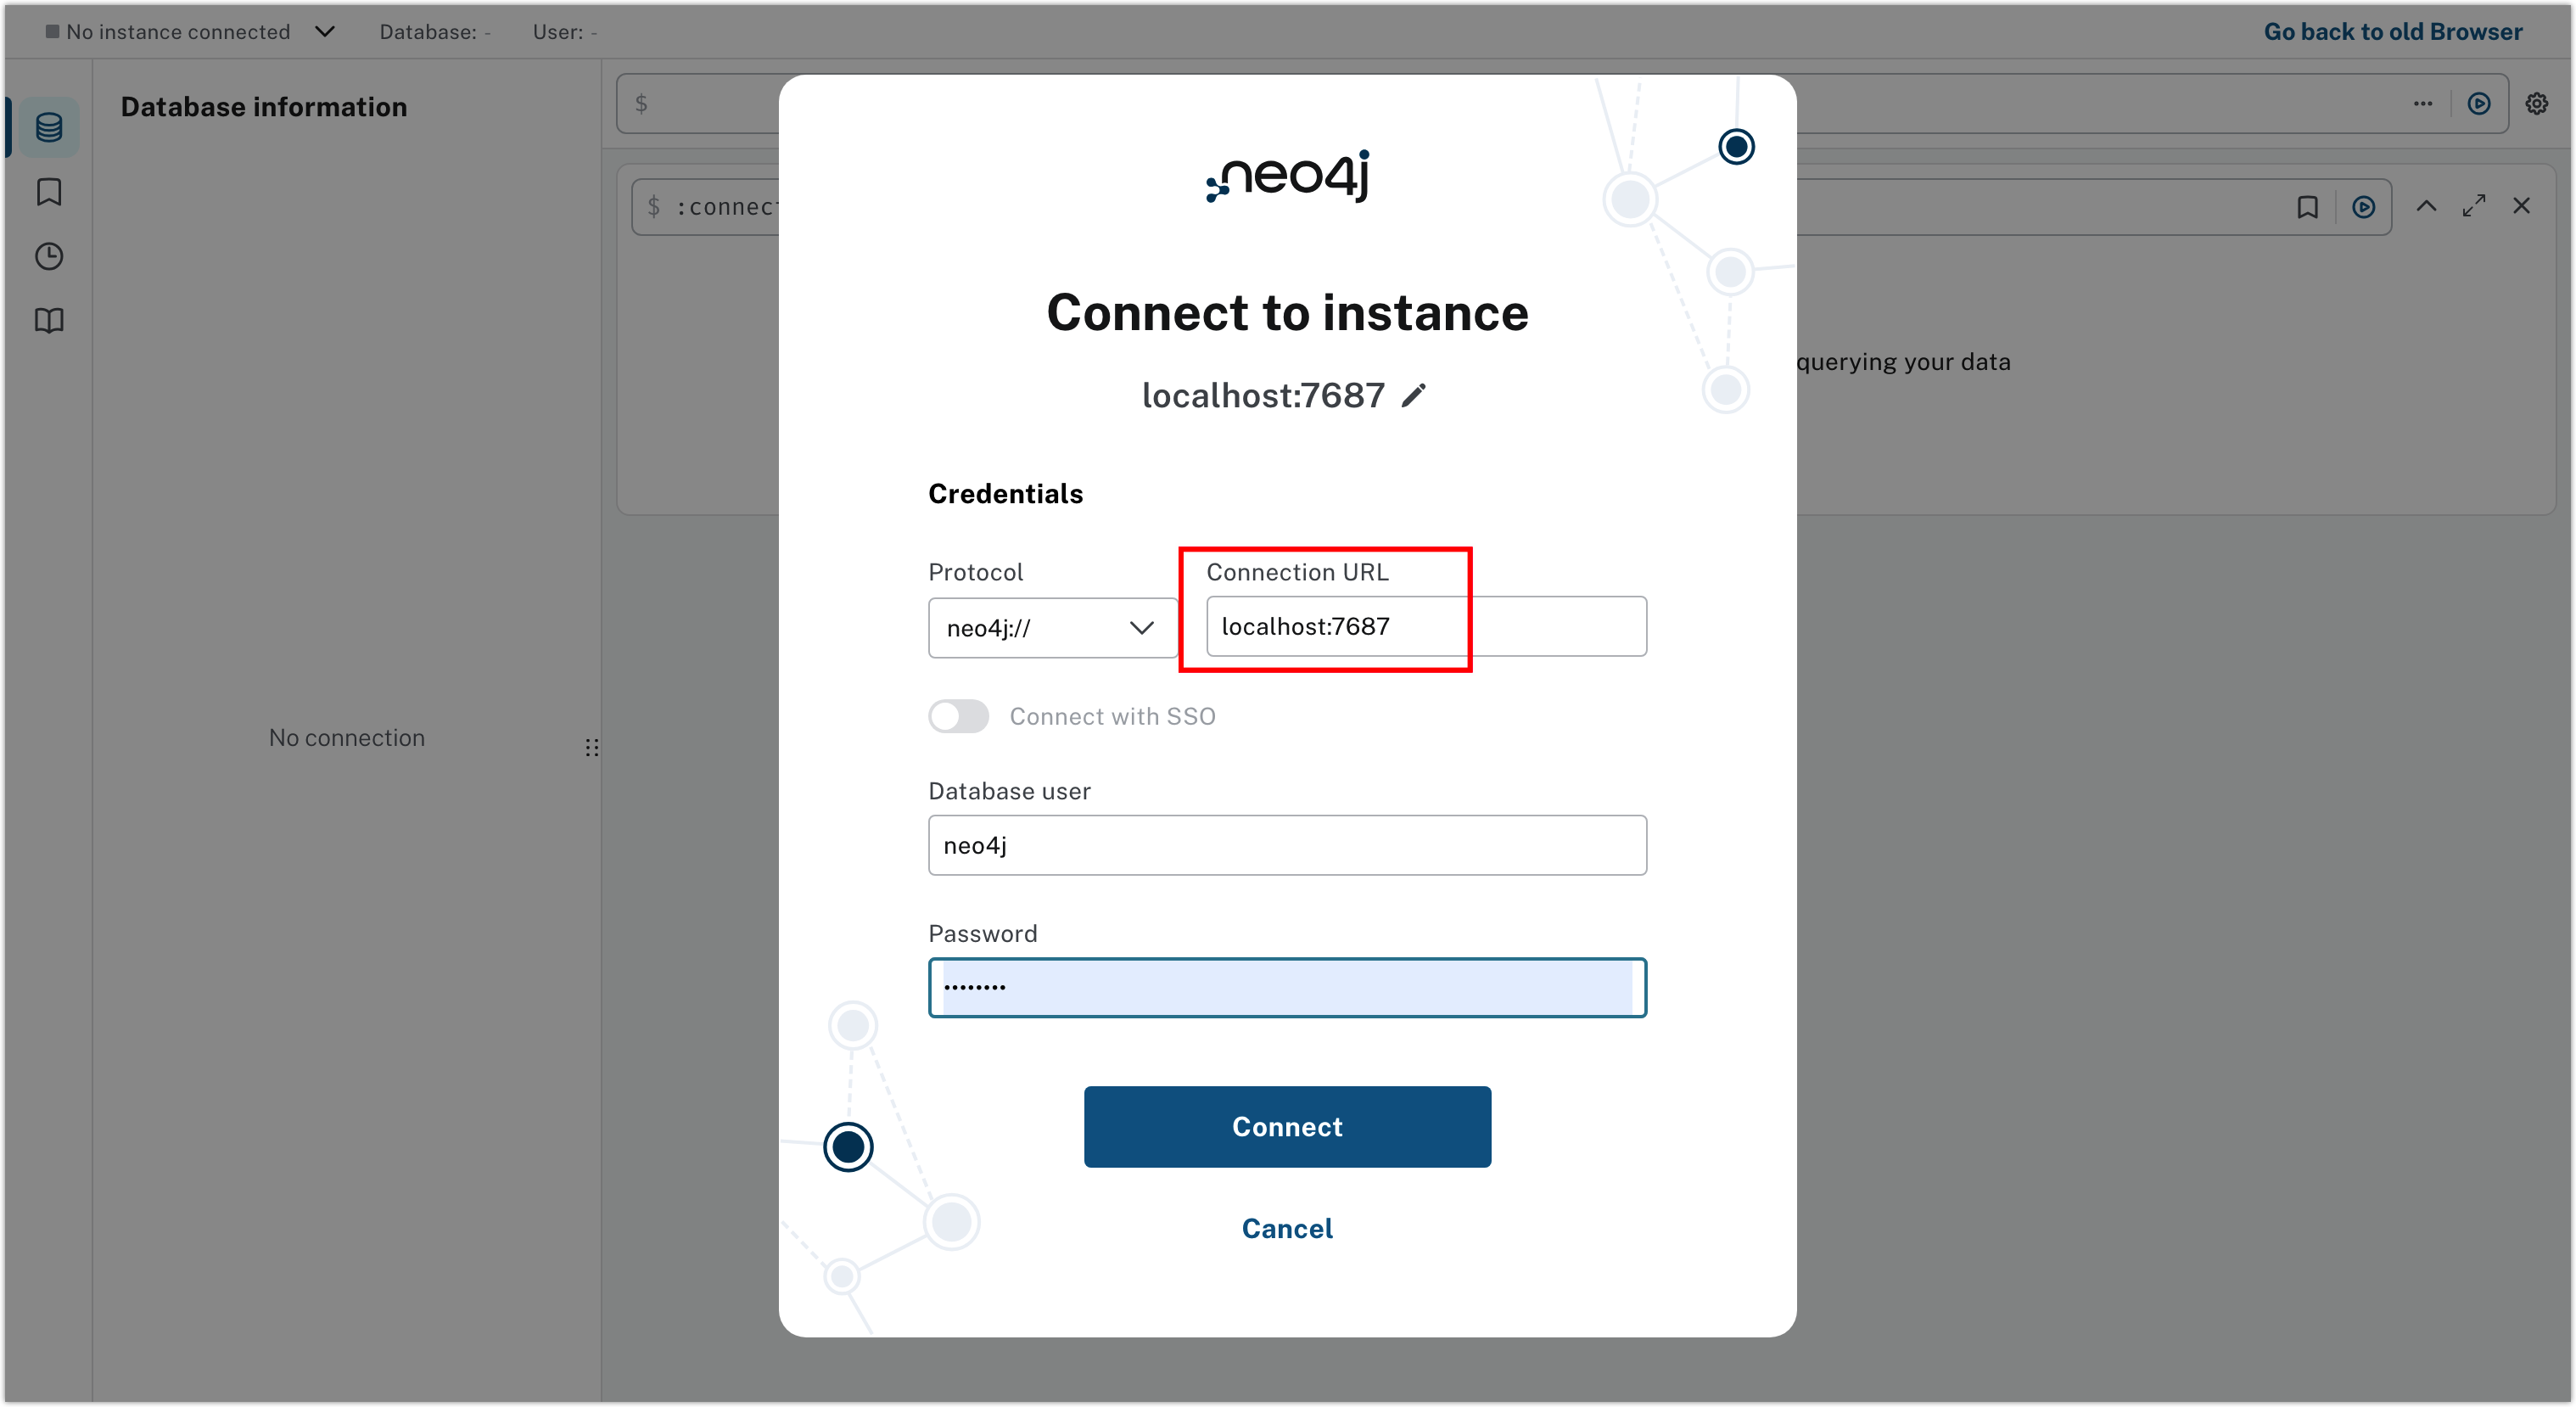 No instance connected Database: - User: - Go back to old Browser
Database information
$
$ :connect
neo4j
Connect to instance
querying your data
localhost:7687
Credentials
Protocol Connection URL
neo4j:// localhost:7687
Connect with SSO
No connection
Database user
neo4j
Password
••••••••
Connect
Cancel